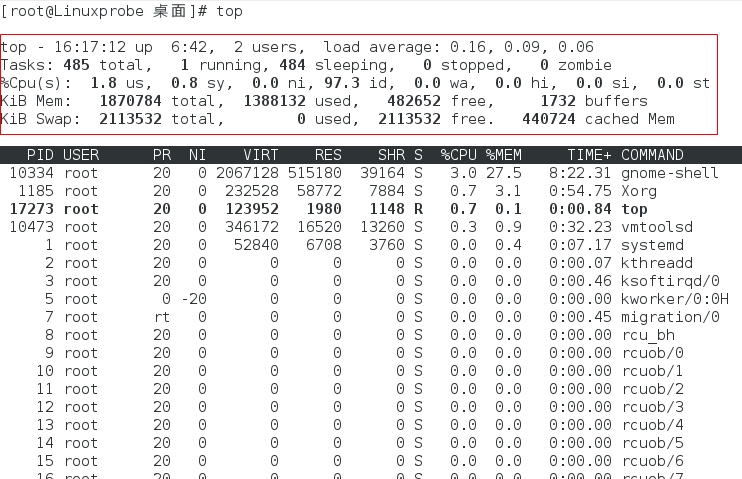 [root@Linuxprobe 桌面]# top
top - 16:17:12 up  6:42,  2 users,  load average: 0.16, 0.09, 0.06
Tasks: 485 total,   1 running, 484 sleeping,   0 stopped,   0 zombie
%Cpu(s):  1.8 us,  0.8 sy,  0.0 ni, 97.3 id,  0.0 wa,  0.0 hi,  0.0 si,  0.0 st
KiB Mem:   1870784 total,  1388132 used,   482652 free,     1732 buffers
KiB Swap:  2113532 total,        0 used,  2113532 free.   440724 cached Mem
PID USER      PR  NI    VIRT    RES    SHR S  %CPU %MEM     TIME+ COMMAND
10334 root      20   0 2067128 515180  39164 S   3.0 27.5   8:22.31 gnome-shell
1185 root      20   0  232528  58772   7884 S   0.7  3.1   0:54.75 Xorg
17273 root      20   0  123952   1980   1148 R   0.7  0.1   0:00.84 top
10473 root      20   0  346172  16520  13260 S   0.3  0.9   0:32.23 vmtoolsd
1 root      20   0   52840   6708   3760 S   0.0  0.4   0:07.17 systemd
2 root      20   0       0      0      0 S   0.0  0.0   0:00.07 kthreadd
3 root      20   0       0      0      0 S   0.0  0.0   0:00.46 ksoftirqd/0
5 root       0 -20       0      0      0 S   0.0  0.0   0:00.00 kworker/0:0H
7 root      rt   0       0      0      0 S   0.0  0.0   0:00.45 migration/0
8 root      20   0       0      0      0 S   0.0  0.0   0:00.00 rcu_bh
9 root      20   0       0      0      0 S   0.0  0.0   0:00.00 rcuob/0
10 root      20   0       0      0      0 S   0.0  0.0   0:00.00 rcuob/1
11 root      20   0       0      0      0 S   0.0  0.0   0:00.00 rcuob/2
12 root      20   0       0      0      0 S   0.0  0.0   0:00.00 rcuob/3
13 root      20   0       0      0      0 S   0.0  0.0   0:00.00 rcuob/4
14 root      20   0       0      0      0 S   0.0  0.0   0:00.00 rcuob/5
15 root      20   0       0      0      0 S   0.0  0.0   0:00.00 rcuob/6
16 root      20   0       0      0      0 S   0.0  0.0   0:00.00 rcuob/7